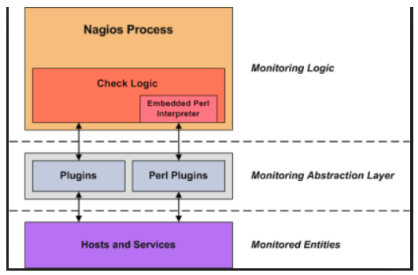 Nagios Process
Check Logic
Embedded Perl
Interpreter
Monitoring Logic
Plugins
Perl Plugins
Monitoring Abstraction Layer
Hosts and Services
Monitored Entities